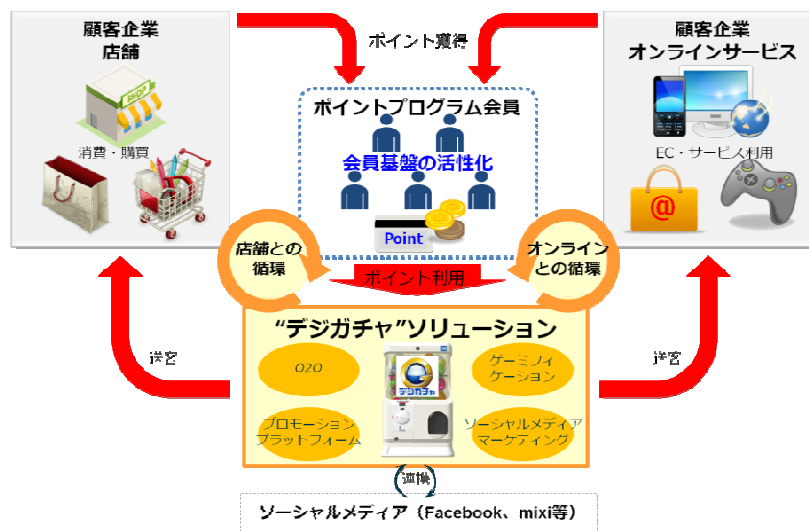 顧客企業
店舗
SHOP
消費・購買
ポイント獲得
顧客企業
オンラインサービス
EC・サービス利用
@
ポイントプログラム会員
会員基盤の活性化
Point
店舗との
循環
オンライン
との循環
ポイント利用
送客
送客
“デジガチャ”ソリューション
O2O
ゲーミフィ
ケーション
デジガチャ
プロモーション
プラットフォーム
ソーシャルメディア
マーケティング
連携
ソーシャルメディア（Facebook、mixi等）